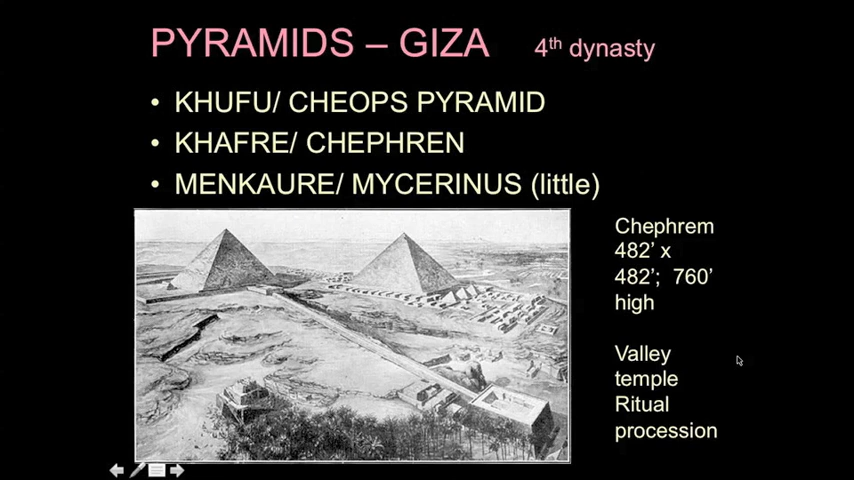 PYRAMIDS – GIZA 4th dynasty
• KHUFU/ CHEOPS PYRAMID
• KHAFRE/ CHEPHREN
• MENKAURE/ MYCERINUS (little)
Chephrem
482’ x
482’; 760’
high
Valley
temple
Ritual
procession